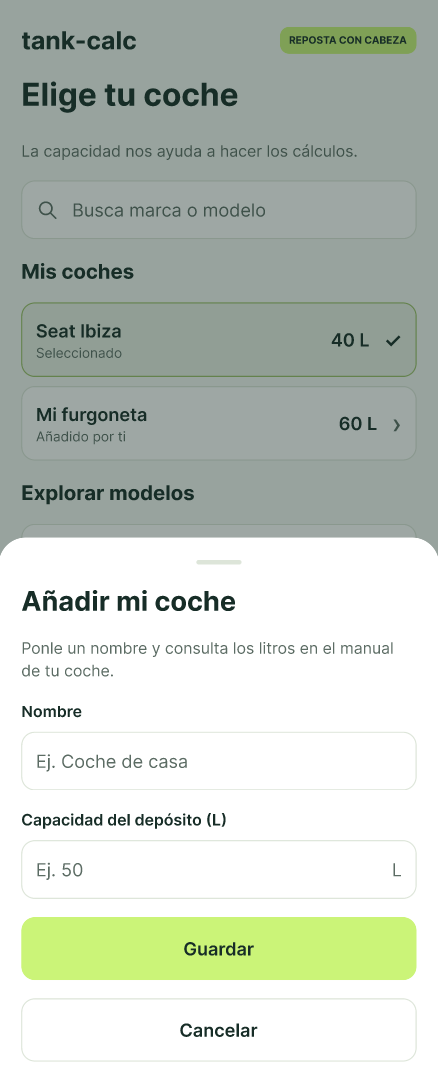 tank-calc
REPOSTA CON CABEZA
Elige tu coche
La capacidad nos ayuda a hacer los cálculos.
Busca marca o modelo
Mis coches
Seat Ibiza
Seleccionado
40 L
Mi furgoneta
Añadido por ti
60 L
Explorar modelos
Añadir mi coche
Ponle un nombre y consulta los litros en el manual
de tu coche.
Nombre
Ej. Coche de casa
Capacidad del depósito (L)
Ej. 50
L
Guardar
Cancelar